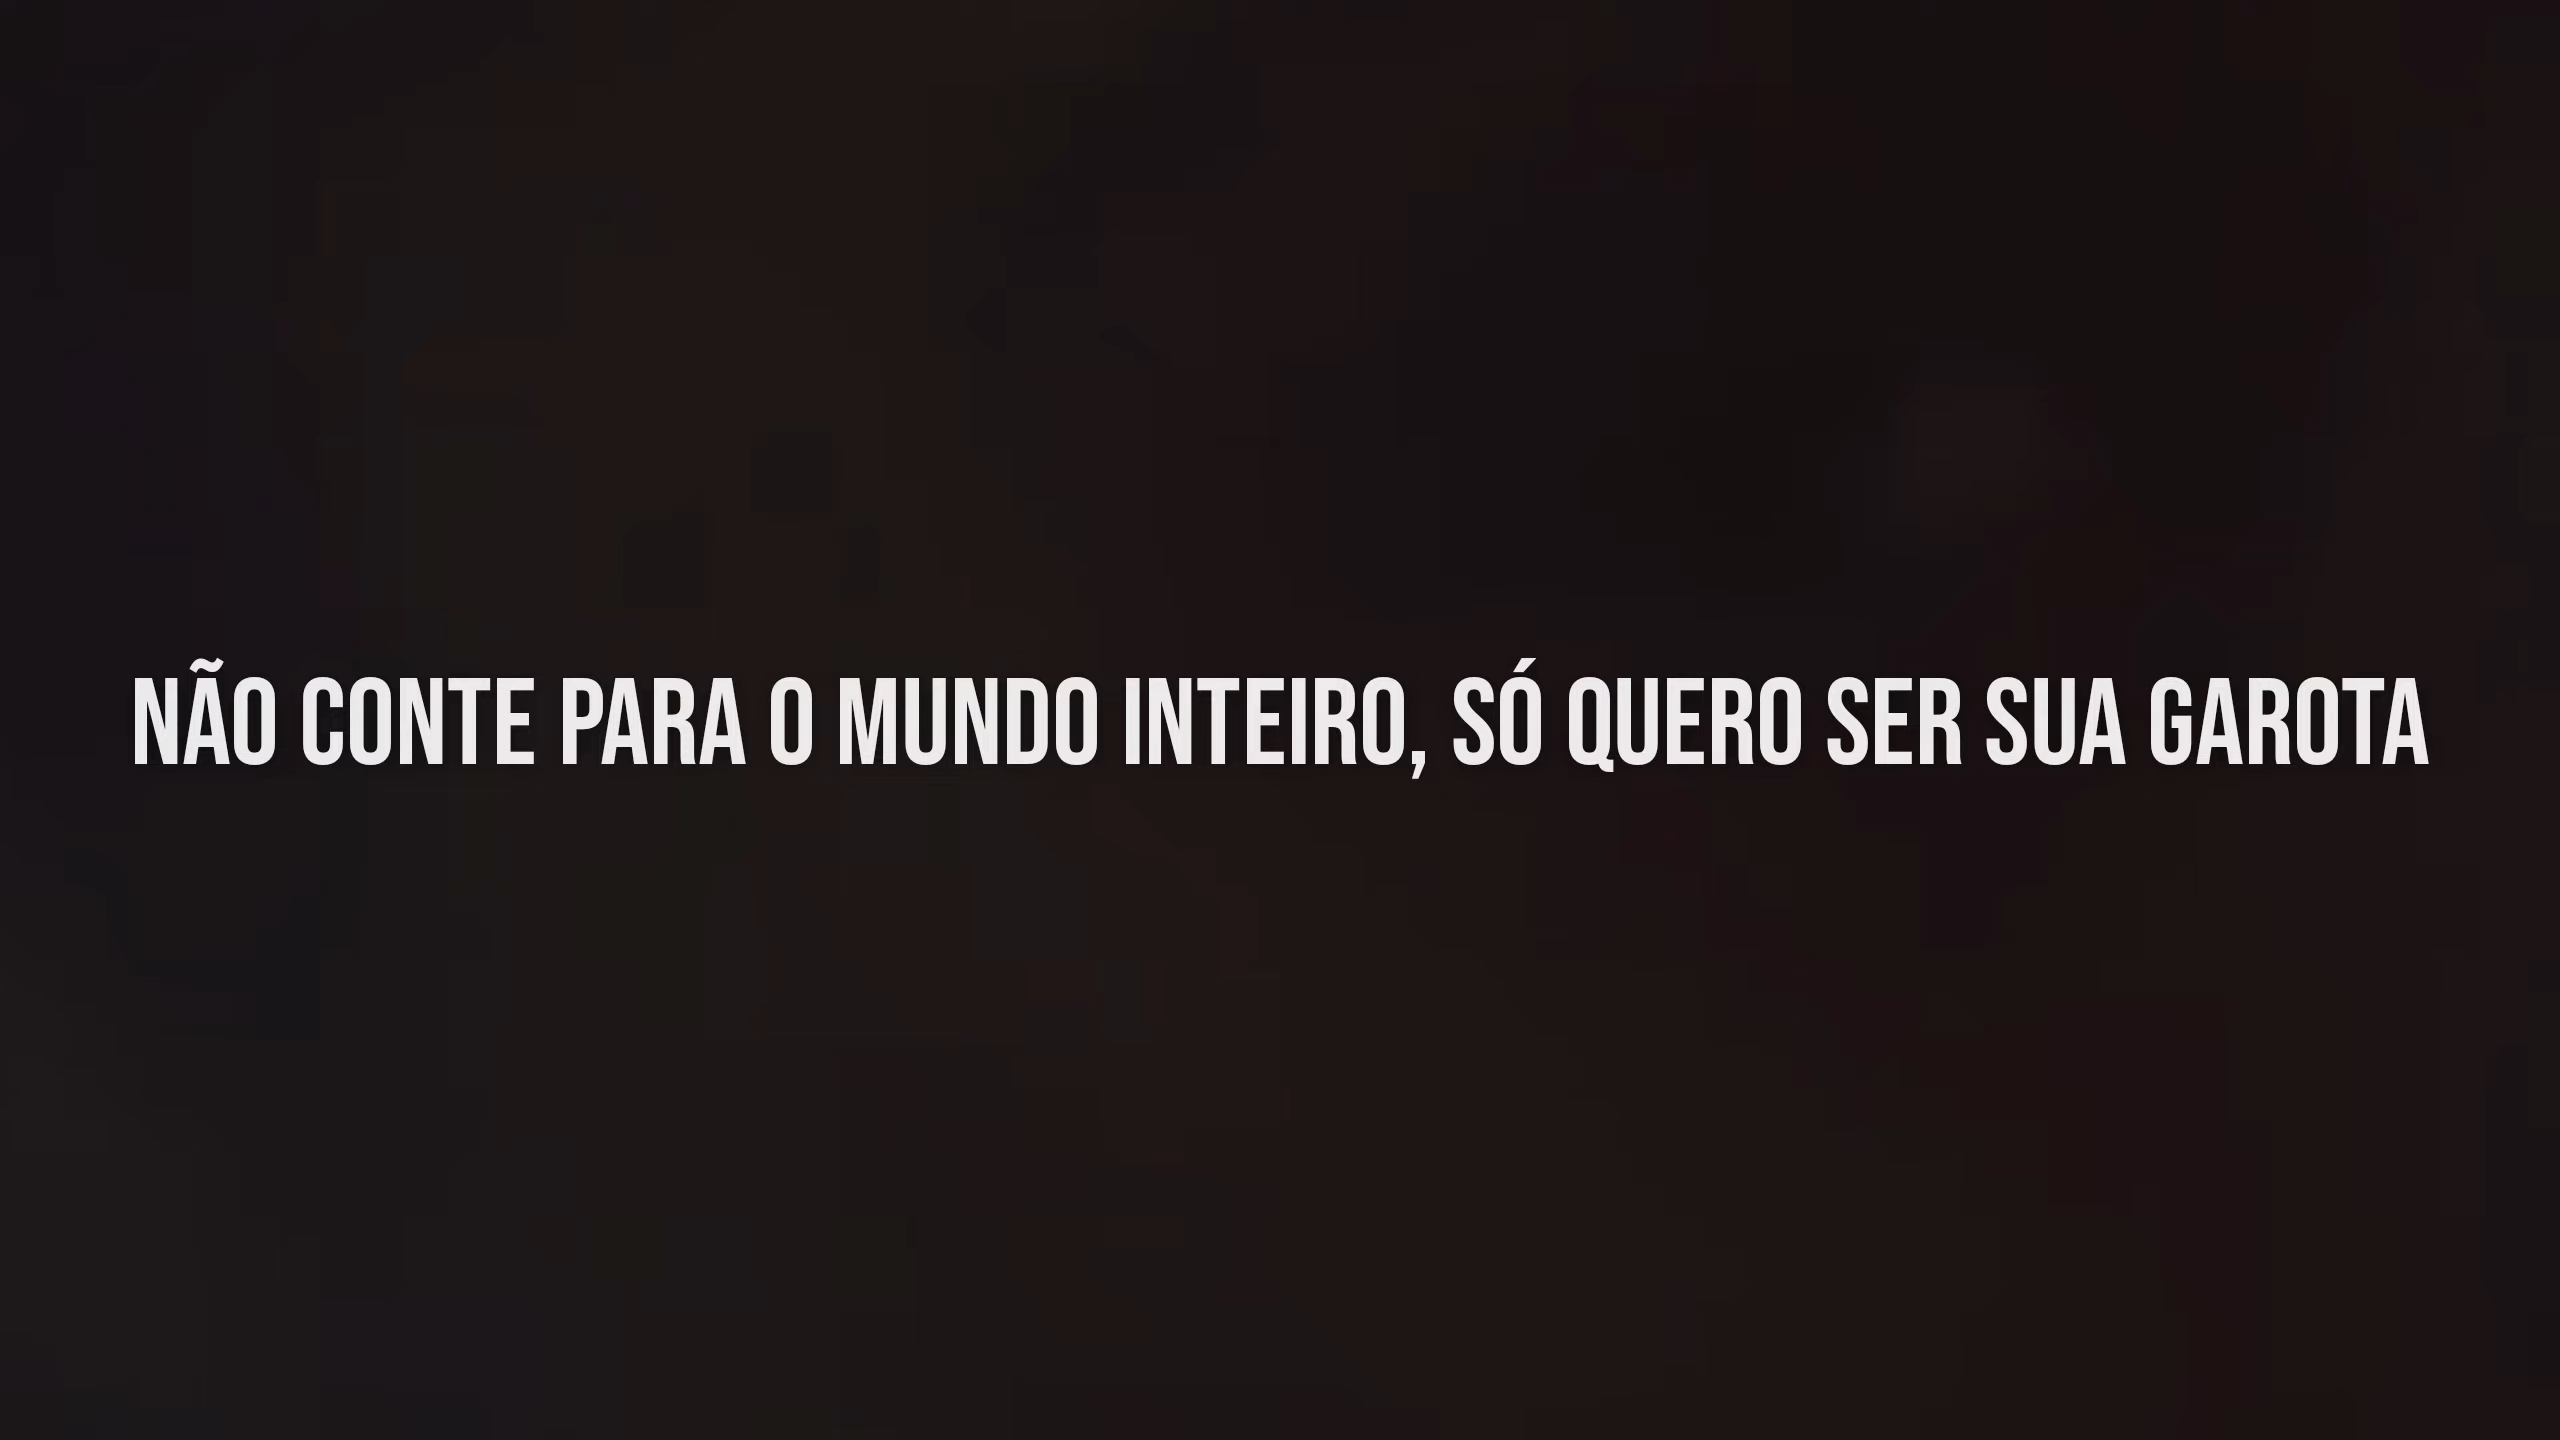 NÃO CONTE PARA O MUNDO INTEIRO, SÓ QUERO SER SUA GAROTA